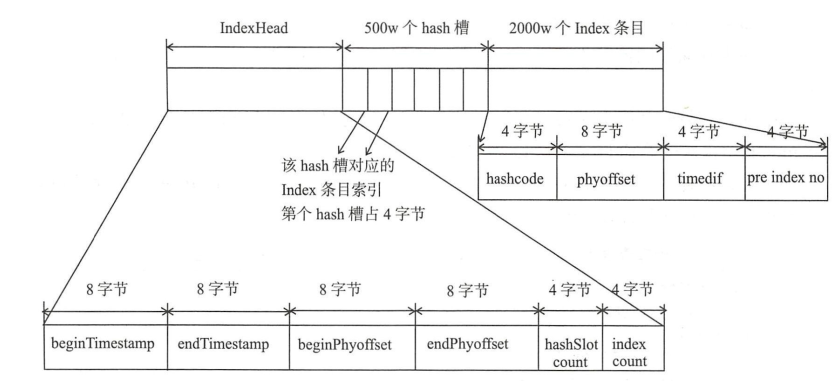 IndexHead
500w 个 hash 槽
2000w 个 Index 条目
4 字节
8 字节
4 字节
4 字节
hashcode
phyoffset
timedif
pre index no
该 hash 槽对应的
Index 条目索引
第个 hash 槽占 4 字节
8 字节
8 字节
8 字节
8 字节
4 字节
4 字节
beginTimestamp
endTimestamp
beginPhyoffset
endPhyoffset
hashSlot
count
index
count